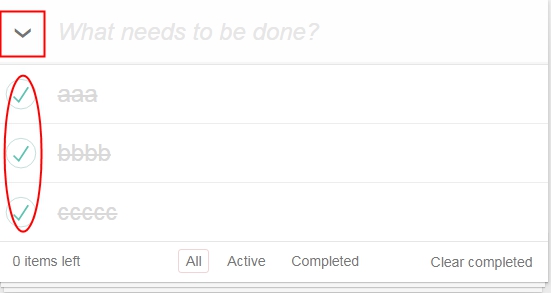 What needs to be done?
aaa
bbbb
ccccc
0 items left All Active Completed Clear completed